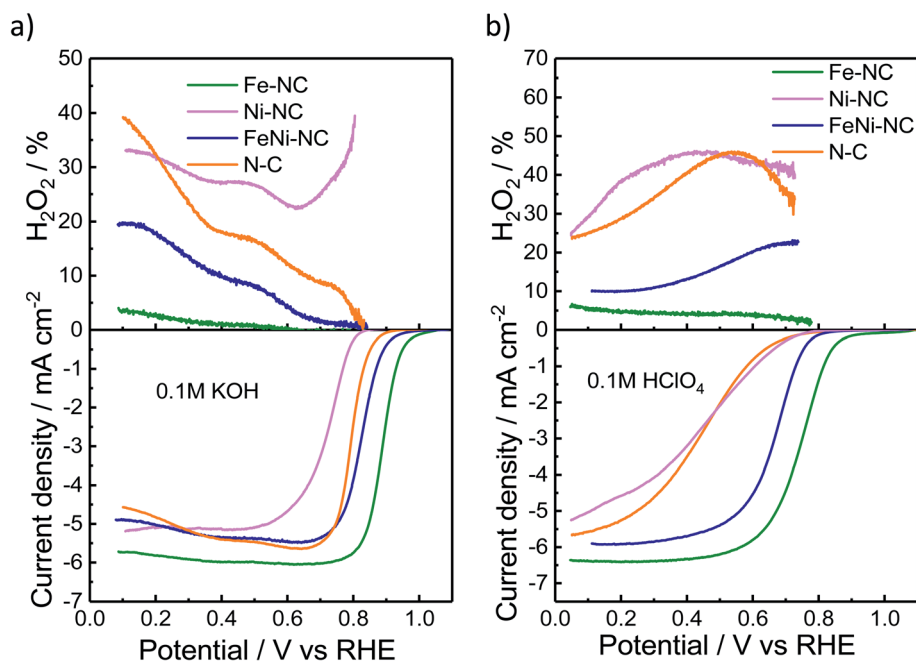 a)
50
40
30
20
10
0
H₂O₂ / %
Fe-NC
Ni-NC
FeNi-NC
N-C
-1
-2
-3
-4
-5
-6
-7
Current density / mA cm⁻²
0.1M KOH
0.0 0.2 0.4 0.6 0.8 1.0
Potential / V vs RHE
b)
70
60
50
40
30
20
10
0
H₂O₂ / %
Fe-NC
Ni-NC
FeNi-NC
N-C
-1
-2
-3
-4
-5
-6
-7
Current density / mA cm⁻²
0.1M HClO₄
0.0 0.2 0.4 0.6 0.8 1.0
Potential / V vs RHE